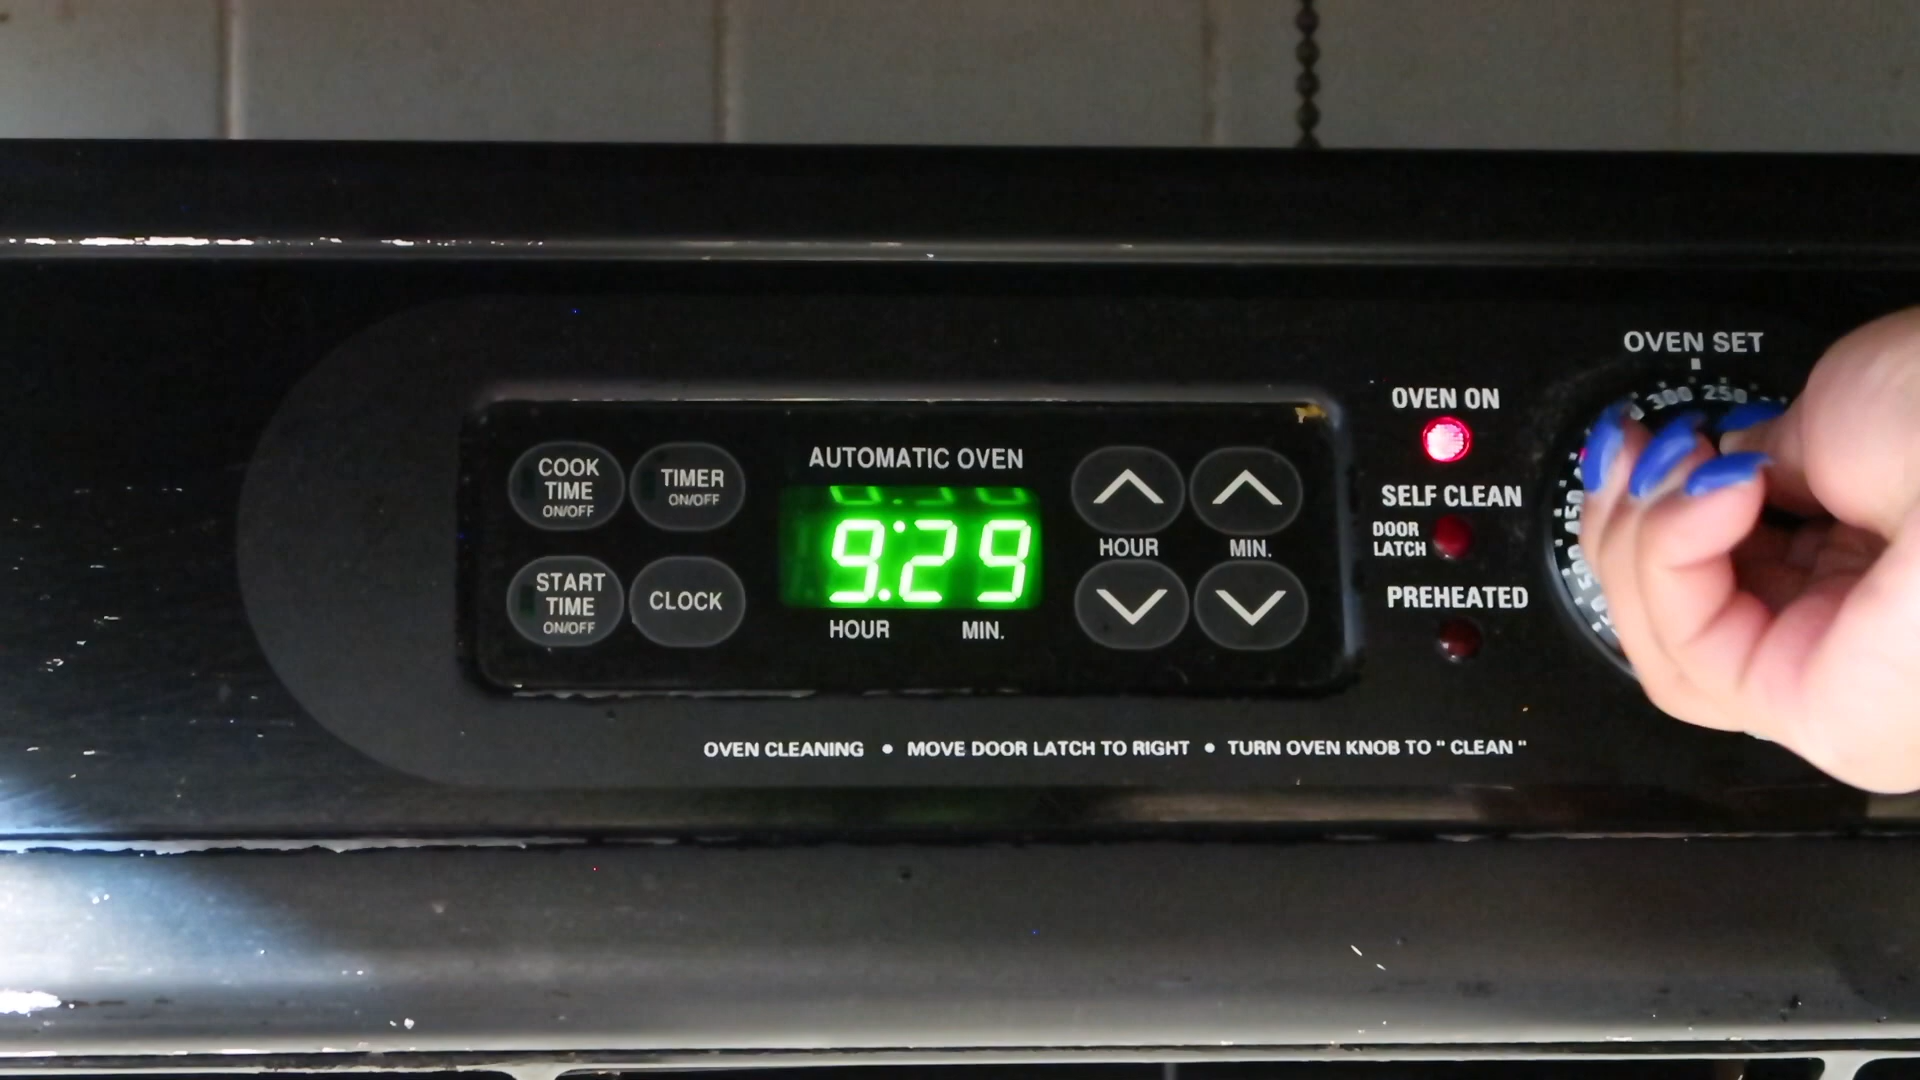 OVEN SET
300 250
OVEN ON
COOK
TIME
ON/OFF
TIMER
ON/OFF
AUTOMATIC OVEN
9:29
HOUR
MIN.
SELF CLEAN
DOOR
LATCH
450
500
START
TIME
ON/OFF
CLOCK
HOUR
MIN.
PREHEATED
OVEN CLEANING • MOVE DOOR LATCH TO RIGHT • TURN OVEN KNOB TO " CLEAN "